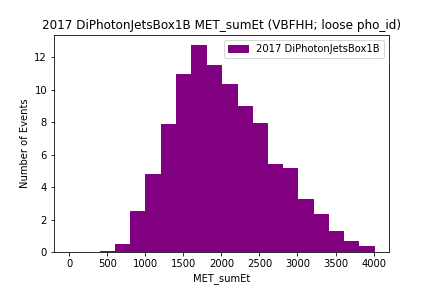 2017 DiPhotonJetsBox1B MET_sumEt (VBFHH; loose pho_id)
2017 DiPhotonJetsBox1B
Number of Events
12
10
8
6
4
2
0
0 500 1000 1500 2000 2500 3000 3500 4000
MET_sumEt